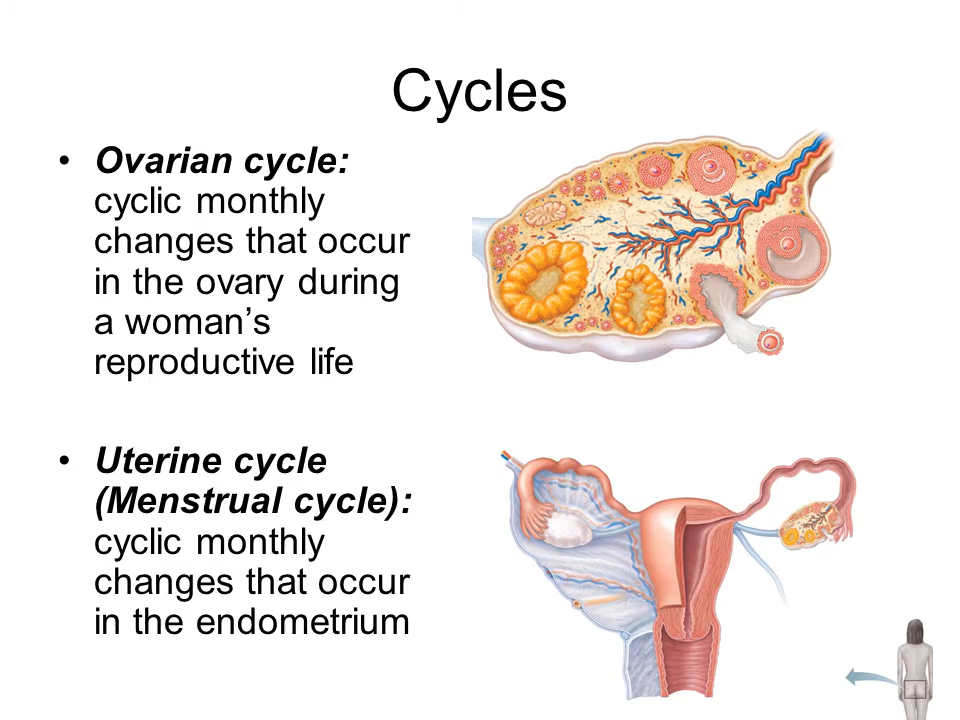 Cycles
• Ovarian cycle:
cyclic monthly
changes that occur
in the ovary during
a woman’s
reproductive life
• Uterine cycle
(Menstrual cycle):
cyclic monthly
changes that occur
in the endometrium